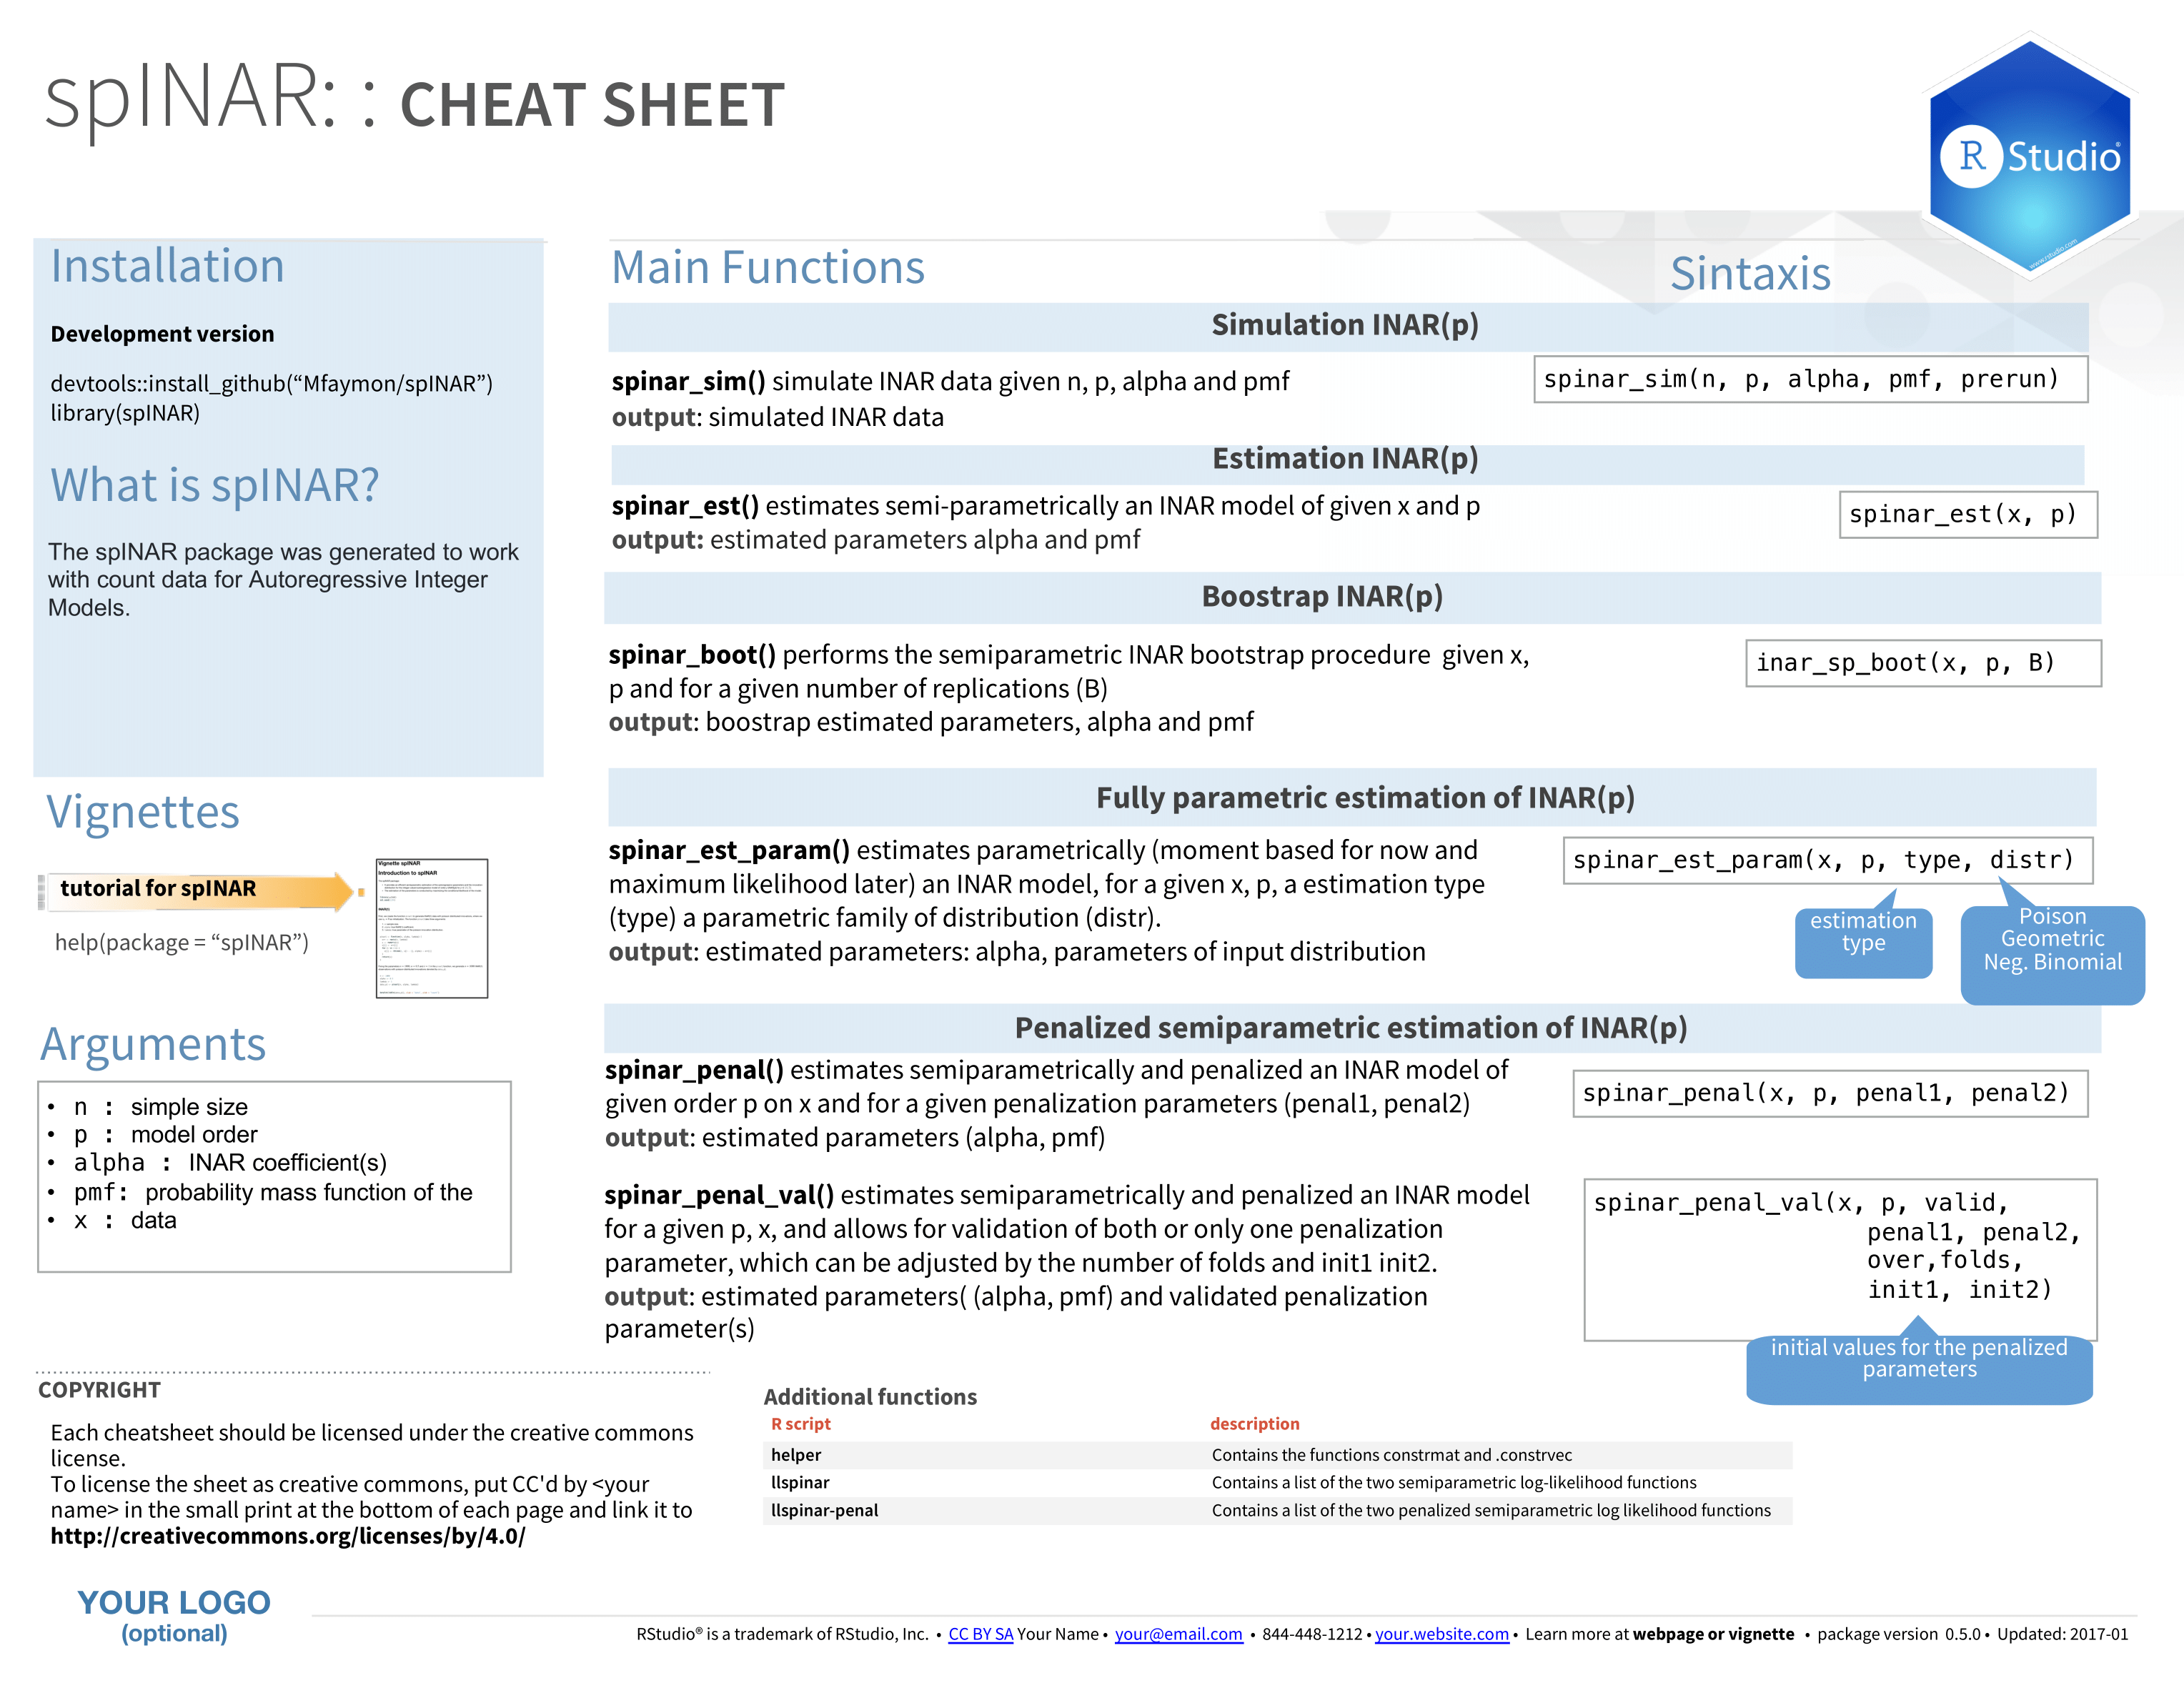 spINAR: : CHEAT SHEET
R Studio®
www.rstudio.com
Installation
Development version
devtools::install_github(“Mfaymon/spINAR”)
library(spINAR)
What is spINAR?
The spINAR package was generated to work
with count data for Autoregressive Integer
Models.
Vignettes
tutorial for spINAR
help(package = “spINAR”)
Vignette spINAR
Introduction to spINAR
Arguments
• n : simple size
• p : model order
• alpha : INAR coefficient(s)
• pmf: probability mass function of the
• x : data
Main Functions
Sintaxis
Simulation INAR(p)
spinar_sim() simulate INAR data given n, p, alpha and pmf
output: simulated INAR data
spinar_sim(n, p, alpha, pmf, prerun)
Estimation INAR(p)
spinar_est() estimates semi-parametrically an INAR model of given x and p
output: estimated parameters alpha and pmf
spinar_est(x, p)
Boostrap INAR(p)
spinar_boot() performs the semiparametric INAR bootstrap procedure  given x,
p and for a given number of replications (B)
output: boostrap estimated parameters, alpha and pmf
inar_sp_boot(x, p, B)
Fully parametric estimation of INAR(p)
spinar_est_param() estimates parametrically (moment based for now and
maximum likelihood later) an INAR model, for a given x, p, a estimation type
(type) a parametric family of distribution (distr).
output: estimated parameters: alpha, parameters of input distribution
spinar_est_param(x, p, type, distr)
estimation
type
Poison
Geometric
Neg. Binomial
Penalized semiparametric estimation of INAR(p)
spinar_penal() estimates semiparametrically and penalized an INAR model of
given order p on x and for a given penalization parameters (penal1, penal2)
output: estimated parameters (alpha, pmf)
spinar_penal(x, p, penal1, penal2)
spinar_penal_val() estimates semiparametrically and penalized an INAR model
for a given p, x, and allows for validation of both or only one penalization
parameter, which can be adjusted by the number of folds and init1 init2.
output: estimated parameters( (alpha, pmf) and validated penalization
parameter(s)
spinar_penal_val(x, p, valid,
penal1, penal2,
over,folds,
init1, init2)
initial values for the penalized
parameters
COPYRIGHT
Each cheatsheet should be licensed under the creative commons
license.
To license the sheet as creative commons, put CC'd by <your
name> in the small print at the bottom of each page and link it to
http://creativecommons.org/licenses/by/4.0/
Additional functions
R script description
helper Contains the functions constrmat and .constrvec
llspinar Contains a list of the two semiparametric log-likelihood functions
llspinar-penal Contains a list of the two penalized semiparametric log likelihood functions
YOUR LOGO
(optional)
RStudio® is a trademark of RStudio, Inc. • CC BY SA Your Name • your@email.com • 844-448-1212 • your.website.com • Learn more at webpage or vignette • package version 0.5.0 • Updated: 2017-01